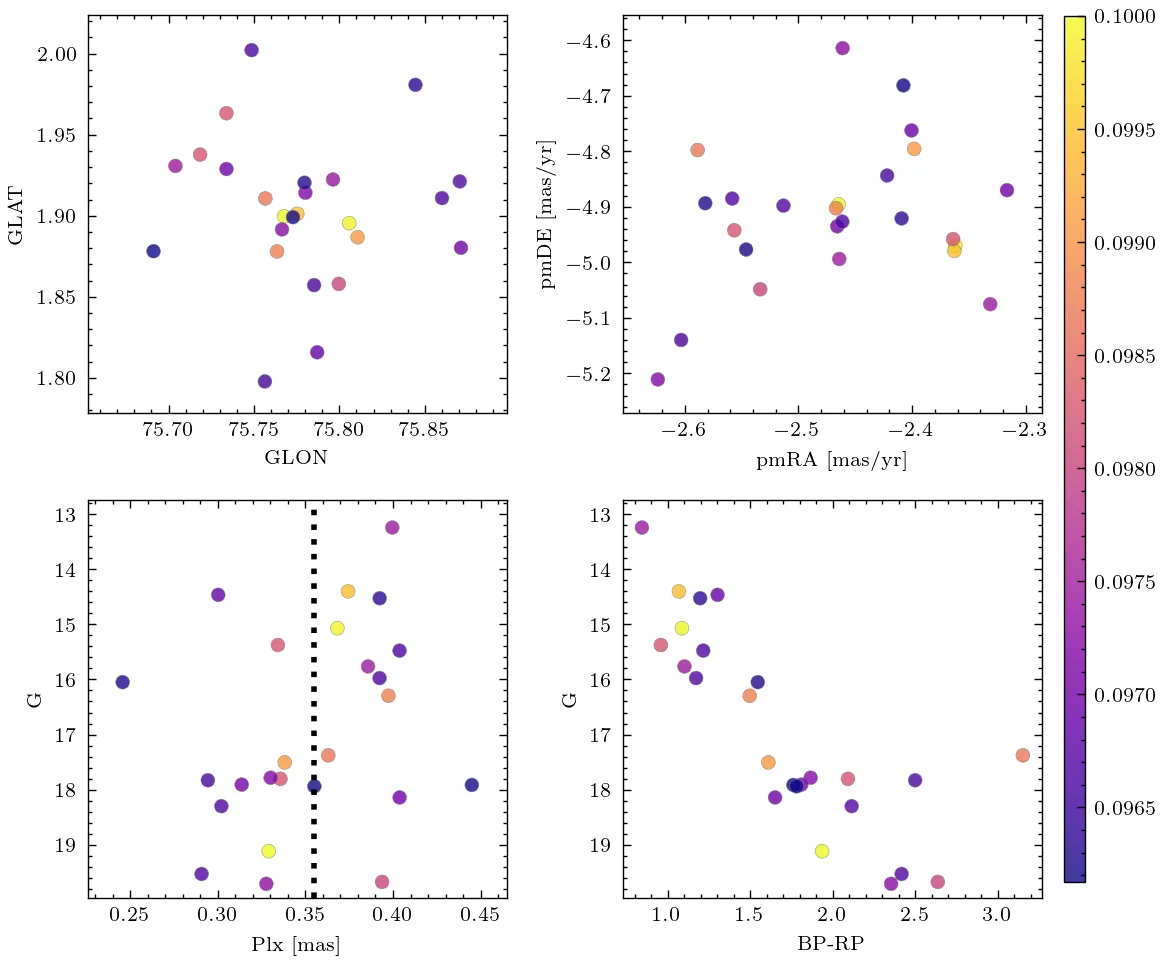 2.00
1.95
1.90
1.85
1.80
GLAT
75.70 75.75 75.80 75.85
GLON
−4.6
−4.7
−4.8
−4.9
−5.0
−5.1
−5.2
pmDE [mas/yr]
−2.6 −2.5 −2.4 −2.3
pmRA [mas/yr]
13
14
15
16
17
18
19
G
0.25 0.30 0.35 0.40 0.45
Plx [mas]
13
14
15
16
17
18
19
G
1.0 1.5 2.0 2.5 3.0
BP-RP
0.1000
0.0995
0.0990
0.0985
0.0980
0.0975
0.0970
0.0965